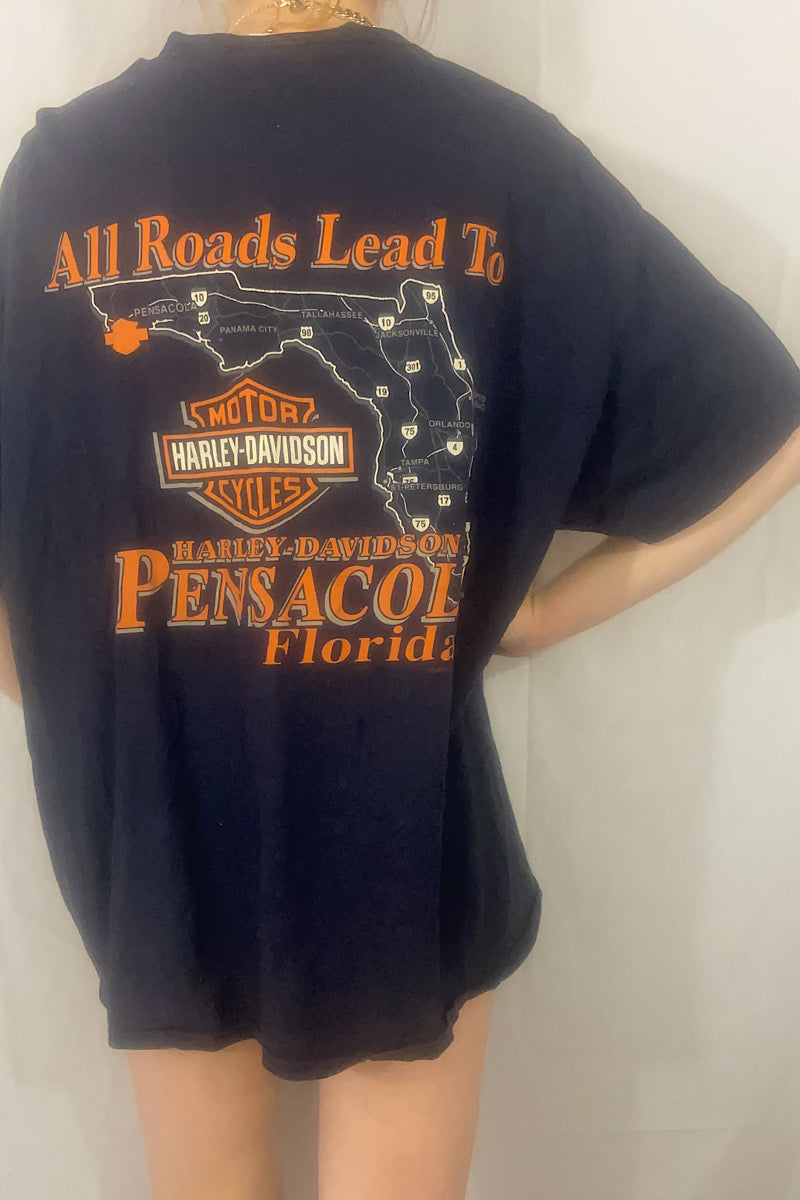 All Roads Lead To
10
95
PENSACOLA
20
TALLAHASSEE
10
PANAMA CITY
98
JACKSONVILLE
301
1
19
MOTOR
75
ORLANDO
HARLEY-DAVIDSON
4
TAMPA
CYCLES
75
ST-PETERSBURG
17
75
HARLEY-DAVIDSON
PENSACOL
Florida